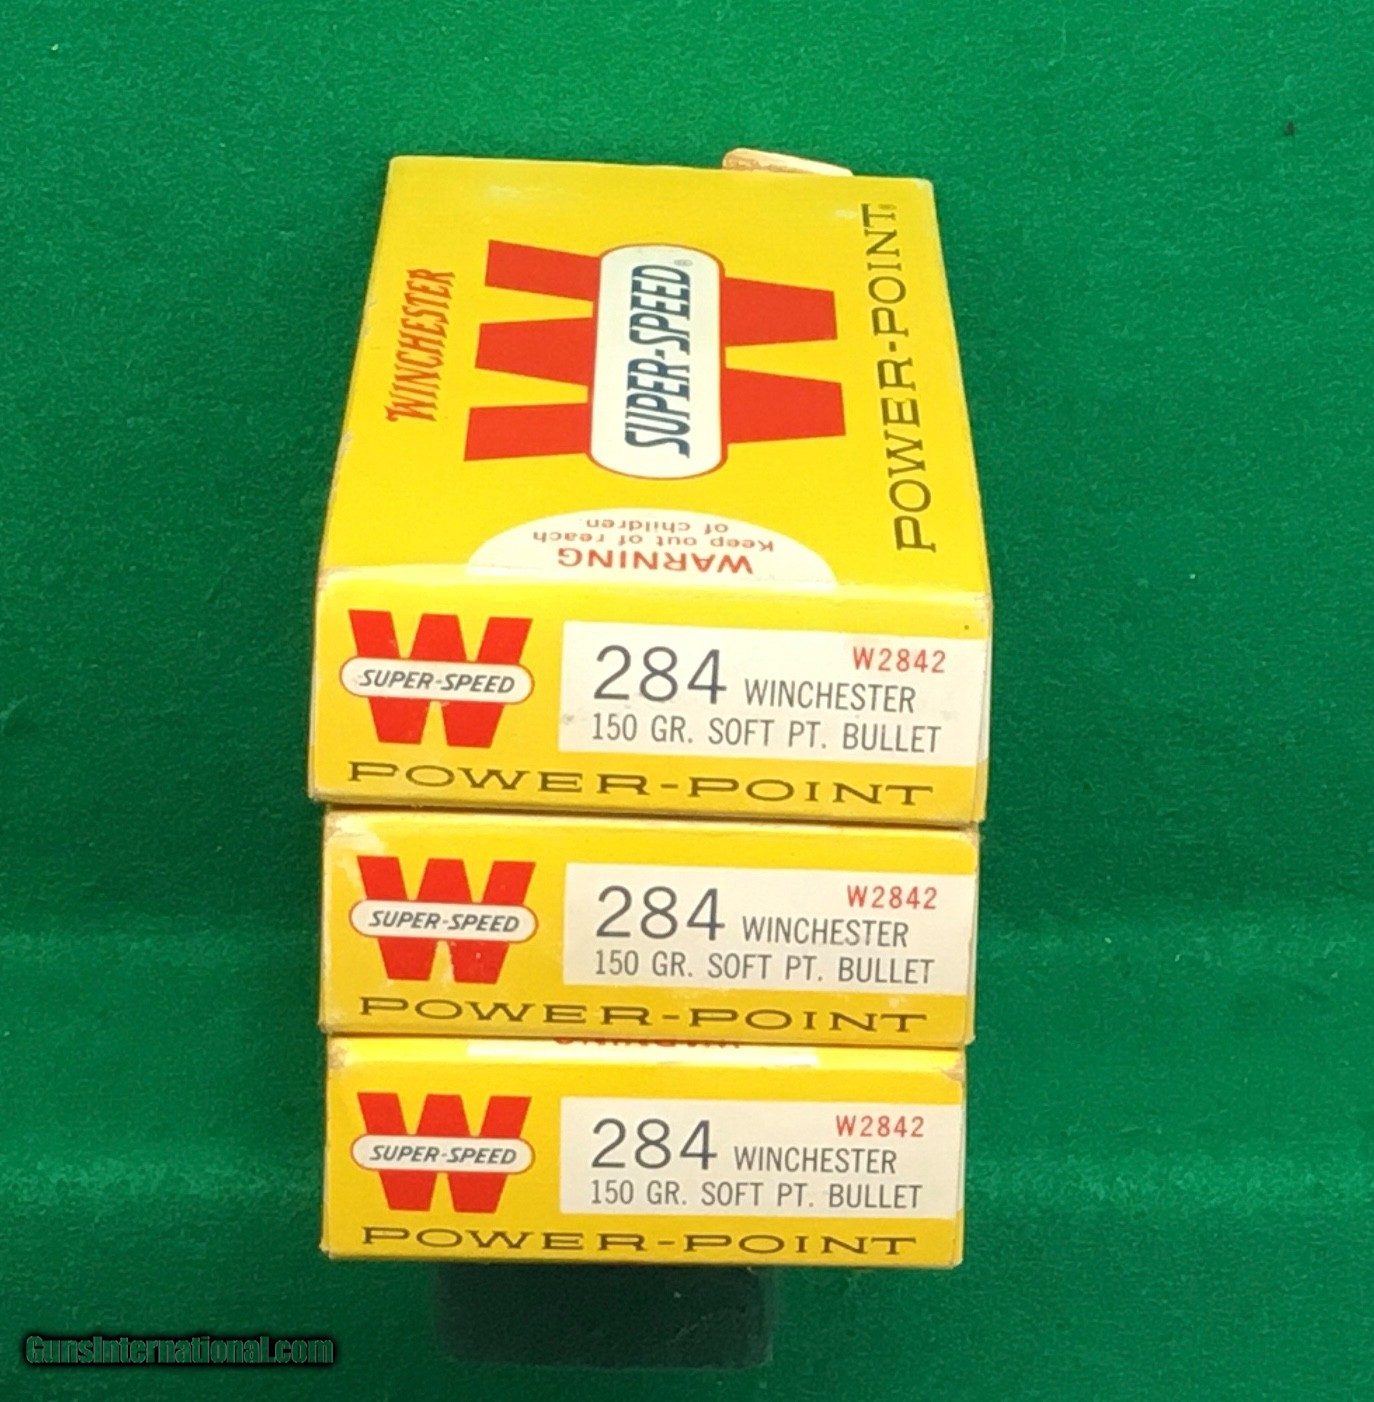 WINCHESTER
SUPER-SPEED®
POWER-POINT®
WARNING
Keep out of reach
of children.
SUPER-SPEED
W2842
284 WINCHESTER
150 GR. SOFT PT. BULLET
POWER-POINT
SUPER-SPEED
W2842
284 WINCHESTER
150 GR. SOFT PT. BULLET
POWER-POINT
WARNING
SUPER-SPEED
W2842
284 WINCHESTER
150 GR. SOFT PT. BULLET
POWER-POINT
GunsInternational.com